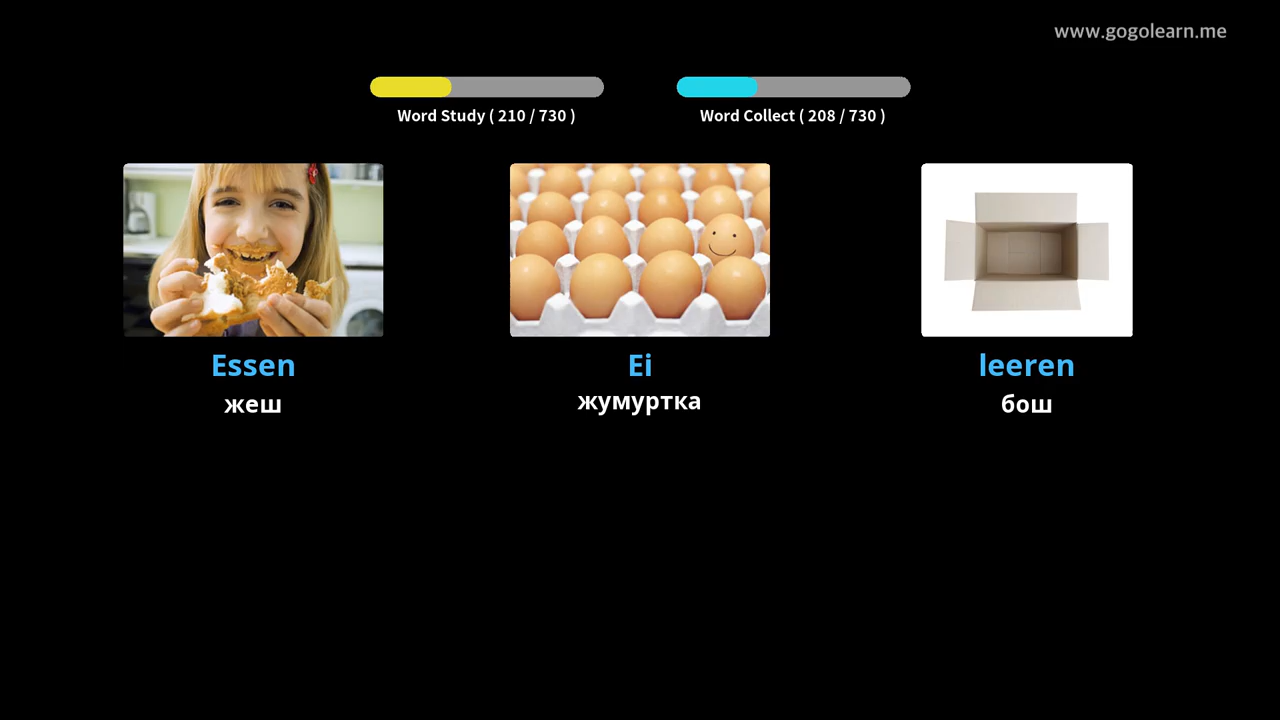 www.gogolearn.me
Word Study ( 210 / 730 )
Word Collect ( 208 / 730 )
Essen
жеш
Ei
жумуртка
leeren
бош